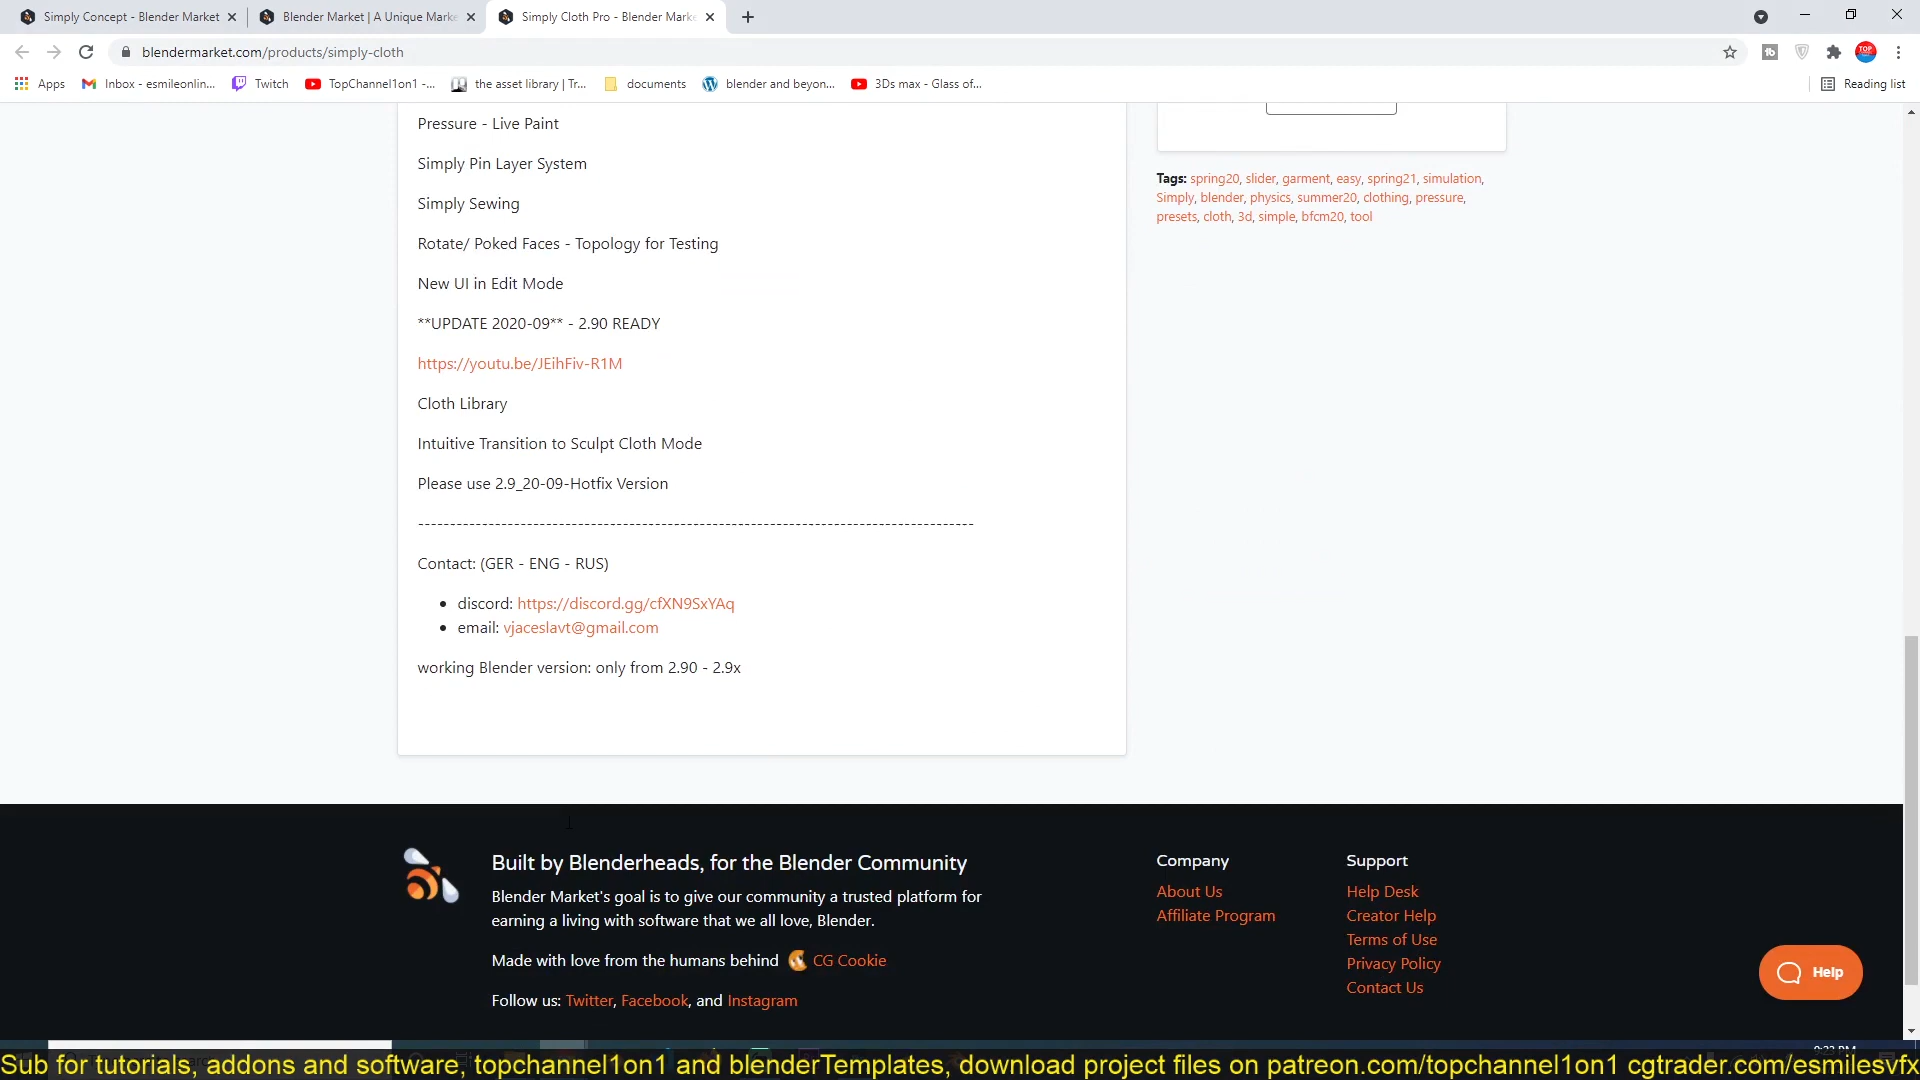 Simply Concept - Blender Market
Blender Market | A Unique Marke
Simply Cloth Pro - Blender Marke
blendermarket.com/products/simply-cloth
Apps
Inbox - esmileonlin...
Twitch
TopChannel1on1 -...
the asset library | Tr...
documents
blender and beyon...
3Ds max - Glass of...
Reading list
Pressure - Live Paint
Simply Pin Layer System
Simply Sewing
Rotate/ Poked Faces - Topology for Testing
New UI in Edit Mode
**UPDATE 2020-09** - 2.90 READY
https://youtu.be/JEihFiv-R1M
Cloth Library
Intuitive Transition to Sculpt Cloth Mode
Please use 2.9_20-09-Hotfix Version
---------------------------------------------------------------------------------------
Contact: (GER - ENG - RUS)
discord: https://discord.gg/cfXN9SxYAq
email: vjaceslavt@gmail.com
working Blender version: only from 2.90 - 2.9x
Tags: spring20, slider, garment, easy, spring21, simulation,
Simply, blender, physics, summer20, clothing, pressure,
presets, cloth, 3d, simple, bfcm20, tool
Built by Blenderheads, for the Blender Community
Blender Market's goal is to give our community a trusted platform for
earning a living with software that we all love, Blender.
Made with love from the humans behind CG Cookie
Follow us: Twitter, Facebook, and Instagram
Company
About Us
Affiliate Program
Support
Help Desk
Creator Help
Terms of Use
Privacy Policy
Contact Us
Help
Sub for tutorials, addons and software, topchannel1on1 and blenderTemplates, download project files on patreon.com/topchannel1on1 cgtrader.com/esmilesvfx